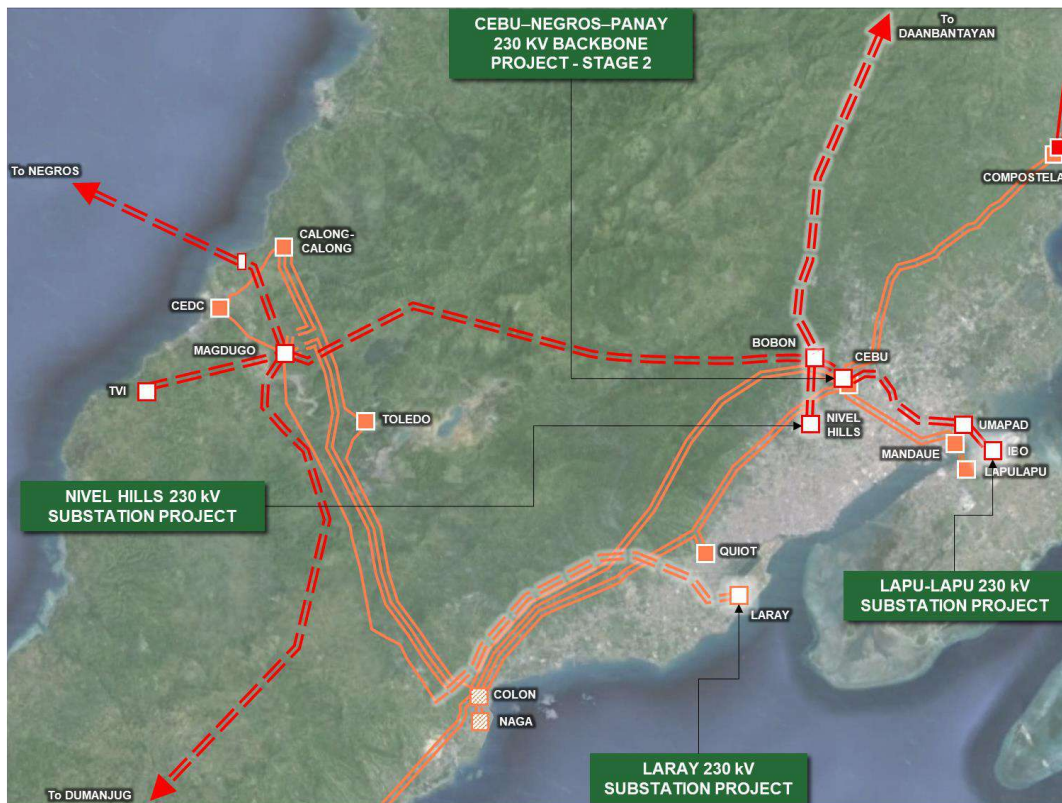 CEBU–NEGROS–PANAY
230 KV BACKBONE
PROJECT - STAGE 2
To
DAANBANTAYAN
To NEGROS
COMPOSTELA
CALONG-
CALONG
CEDC
MAGDUGO
BOBON
CEBU
TVI
TOLEDO
NIVEL
HILLS
UMAPAD
MANDAUE
IBO
LAPULAPU
NIVEL HILLS 230 kV
SUBSTATION PROJECT
QUIOT
LAPU-LAPU 230 kV
SUBSTATION PROJECT
LARAY
COLON
NAGA
LARAY 230 kV
SUBSTATION PROJECT
To DUMANJUG